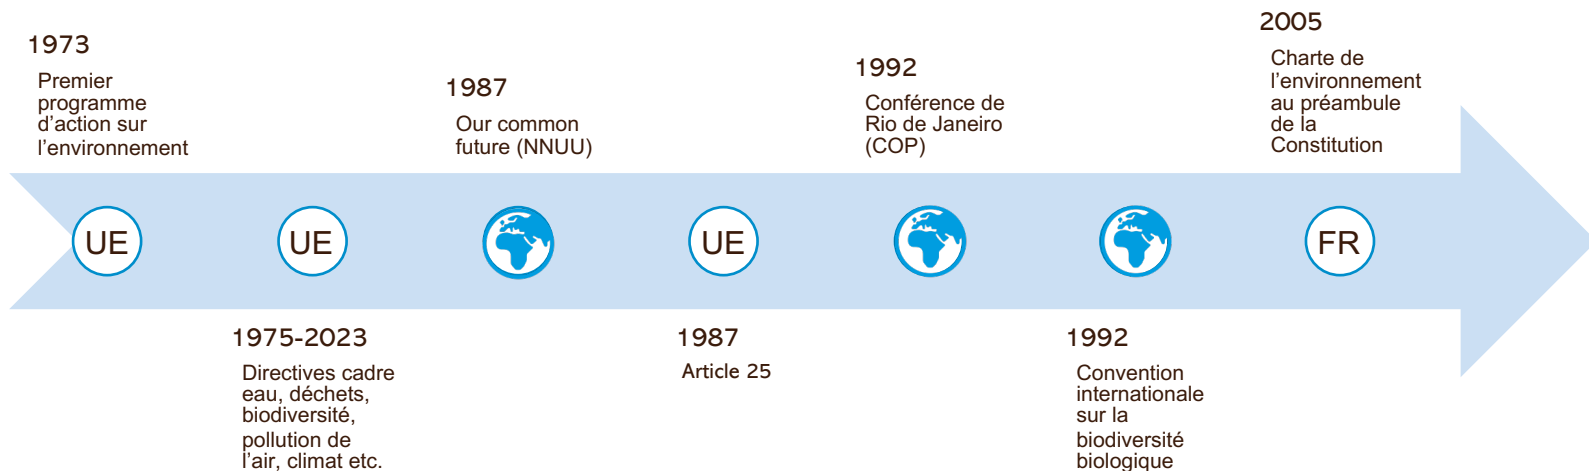 1973
Premier
programme
d’action sur
l’environnement
1987
Our common
future (NNUU)
1992
Conférence de
Rio de Janeiro
(COP)
2005
Charte de
l’environnement
au préambule
de la
Constitution
UE
UE
UE
FR
1975-2023
Directives cadre
eau, déchets,
biodiversité,
pollution de
l’air, climat etc.
1987
Article 25
1992
Convention
internationale
sur la
biodiversité
biologique